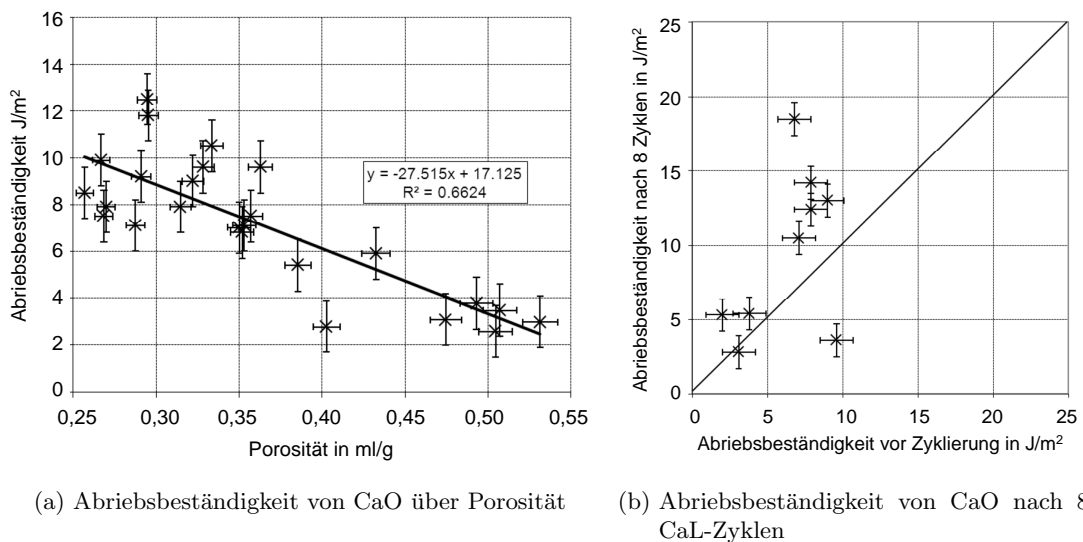 Abriebsbeständigkeit J/m²
16
14
12
10
8
6
4
2
0
y = -27.515x + 17.125
R² = 0.6624
0,25 0,30 0,35 0,40 0,45 0,50 0,55
Porosität in ml/g
(a) Abriebsbeständigkeit von CaO über Porosität
Abriebsbeständigkeit nach 8 Zyklen in J/m²
25
20
15
10
5
0
0 5 10 15 20 25
Abriebsbeständigkeit vor Zyklierung in J/m²
(b) Abriebsbeständigkeit von CaO nach 8
CaL-Zyklen